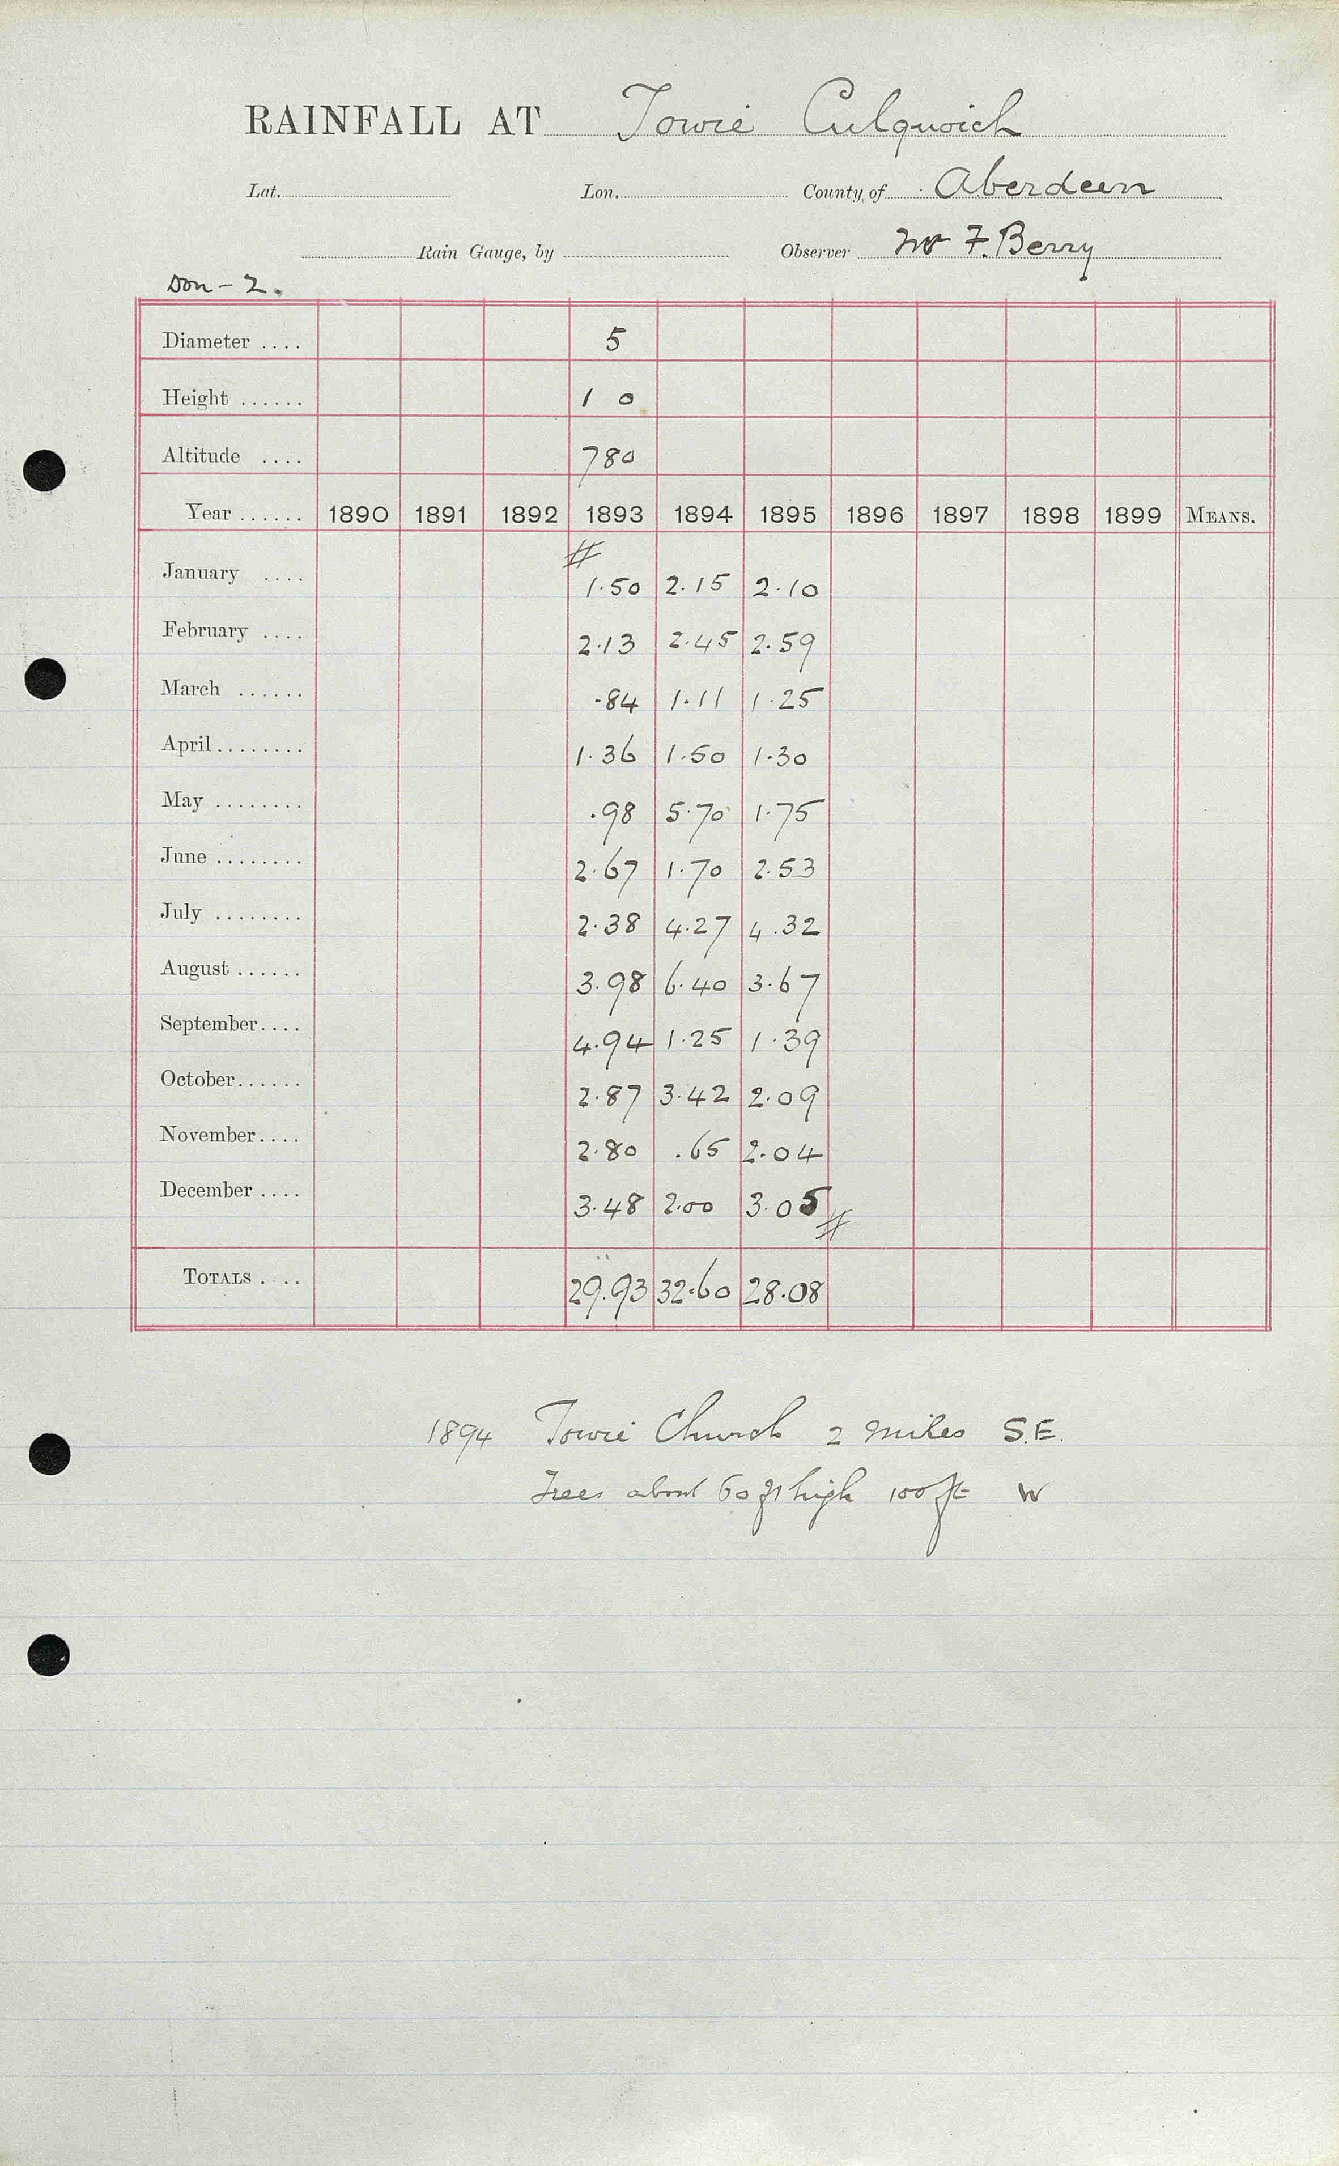 RAINFALL AT Towie Culquoich
Lat. Lon. County of Aberdeen
Rain Gauge, by Observer Mr F. Berry
Don - 2.
Diameter .... 5
Height ...... 1 0
Altitude .... 780
Year ...... 1890 1891 1892 1893 1894 1895 1896 1897 1898 1899 MEANS.
January .... # 1.50 2.15 2.10
February .... 2.13 2.45 2.59
March ...... .84 1.11 1.25
April ........ 1.36 1.50 1.30
May ........ .98 5.70 1.75
June ........ 2.67 1.70 2.53
July ........ 2.38 4.27 4.32
August ...... 3.98 6.40 3.67
September .... 4.94 1.25 1.39
October ...... 2.87 3.42 2.09
November .... 2.80 .65 2.04
December .... 3.48 2.00 3.05 #
TOTALS .... 29.93 32.60 28.08
1894 Towie Church 2 miles S.E.
Trees about 60 ft high 100 ft W